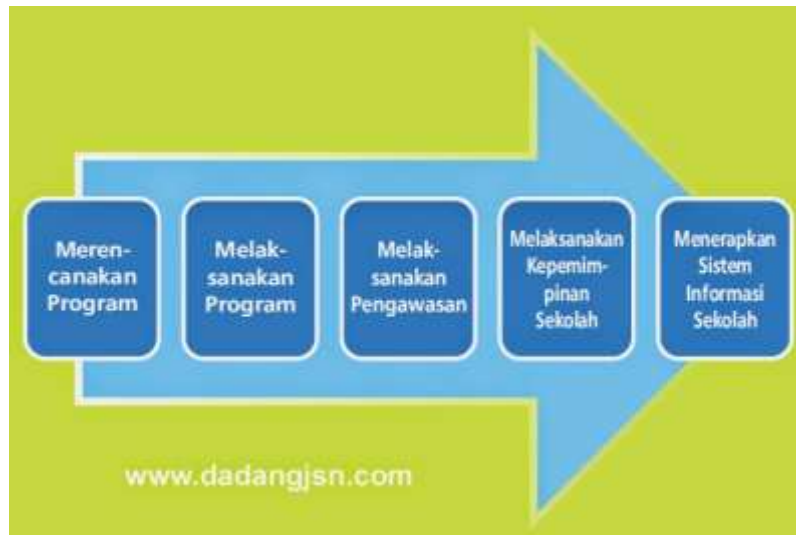 Meren-
canakan
Program
Melak-
sanakan
Program
Melak-
sanakan
Pengawasan
Melaksanakan
Kepemim-
pinan
Sekolah
Menerapkan
Sistem
Informasi
Sekolah
www.dadangjsn.com